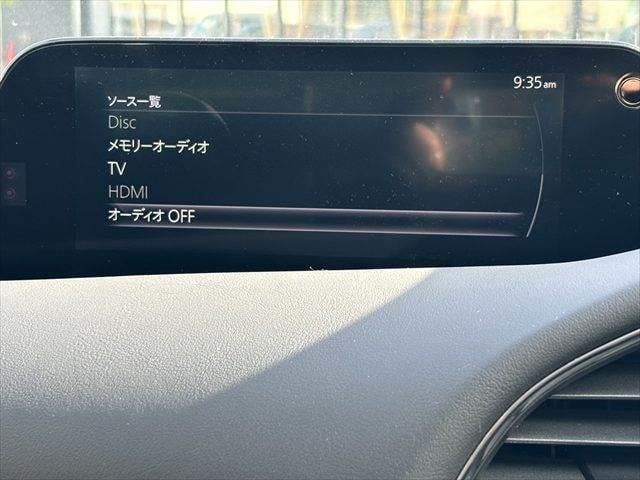 9:35am
ソース一覧
Disc
メモリーオーディオ
TV
HDMI
オーディオ OFF